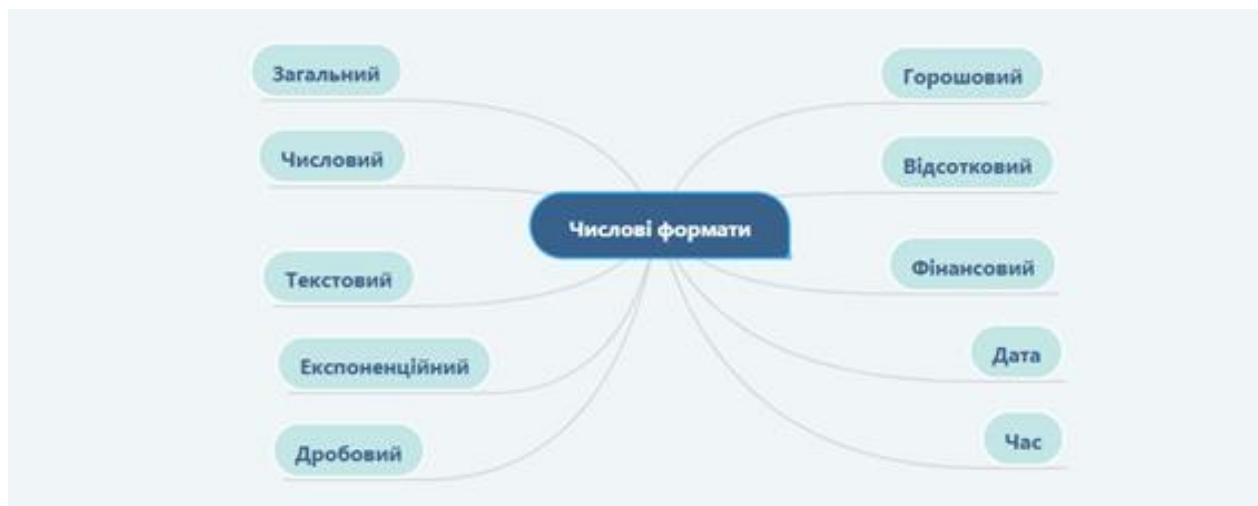 Загальний
Числовий
Текстовий
Експоненційний
Дробовий
Числові формати
Горошовий
Відсотковий
Фінансовий
Дата
Час